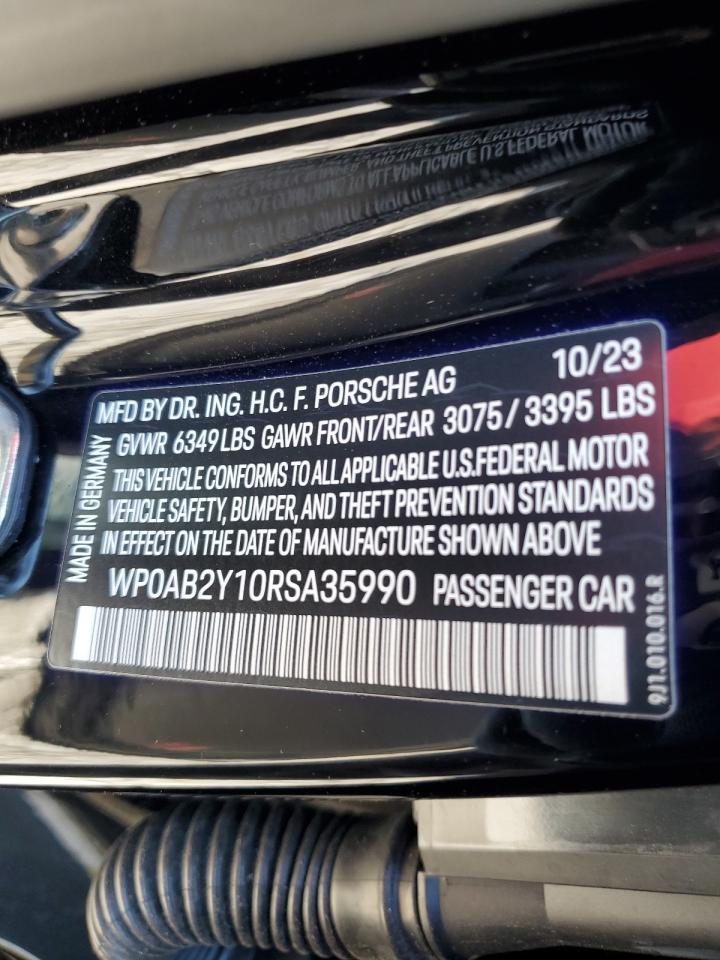 10/23
MFD BY DR. ING. H.C. F. PORSCHE AG
GVWR 6349 LBS GAWR FRONT/REAR 3075 / 3395 LBS
THIS VEHICLE CONFORMS TO ALL APPLICABLE U.S.FEDERAL MOTOR
VEHICLE SAFETY, BUMPER, AND THEFT PREVENTION STANDARDS
IN EFFECT ON THE DATE OF MANUFACTURE SHOWN ABOVE
WP0AB2Y10RSA35990 PASSENGER CAR
MADE IN GERMANY
9J1.010.016.R